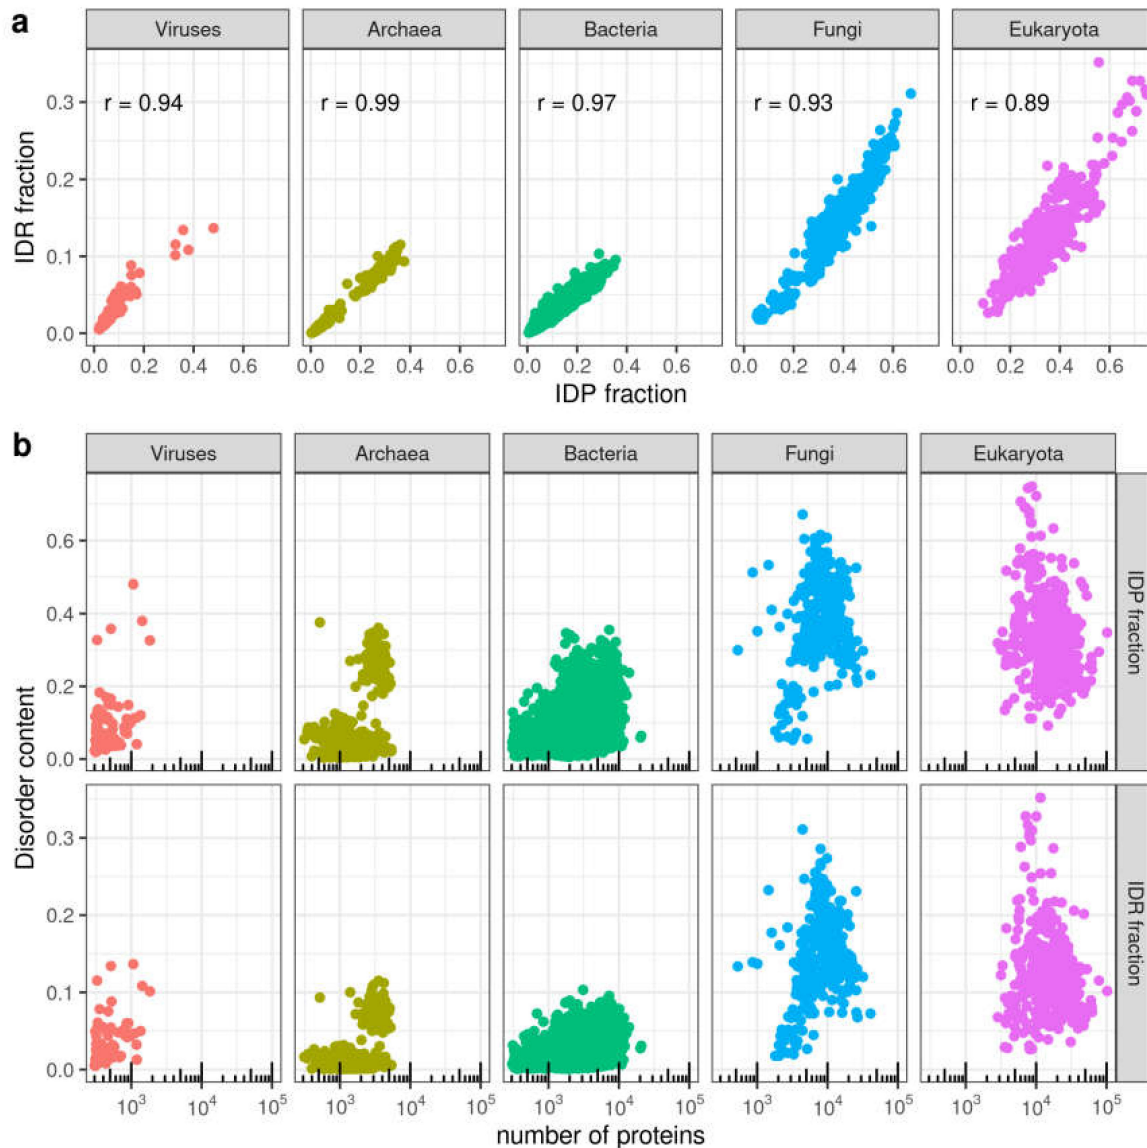 a
Viruses Archaea Bacteria Fungi Eukaryota
0.3
r = 0.94 r = 0.99 r = 0.97 r = 0.93 r = 0.89
0.2
0.1
0.0
IDR fraction
0.0 0.2 0.4 0.6 0.0 0.2 0.4 0.6 0.0 0.2 0.4 0.6 0.0 0.2 0.4 0.6 0.0 0.2 0.4 0.6
IDP fraction
b
Viruses Archaea Bacteria Fungi Eukaryota
0.6
0.4
0.2
0.0
IDP fraction
Disorder content
0.3
0.2
0.1
0.0
IDR fraction
10³ 10⁴ 10⁵ 10³ 10⁴ 10⁵ 10³ 10⁴ 10⁵ 10³ 10⁴ 10⁵ 10³ 10⁴ 10⁵
number of proteins